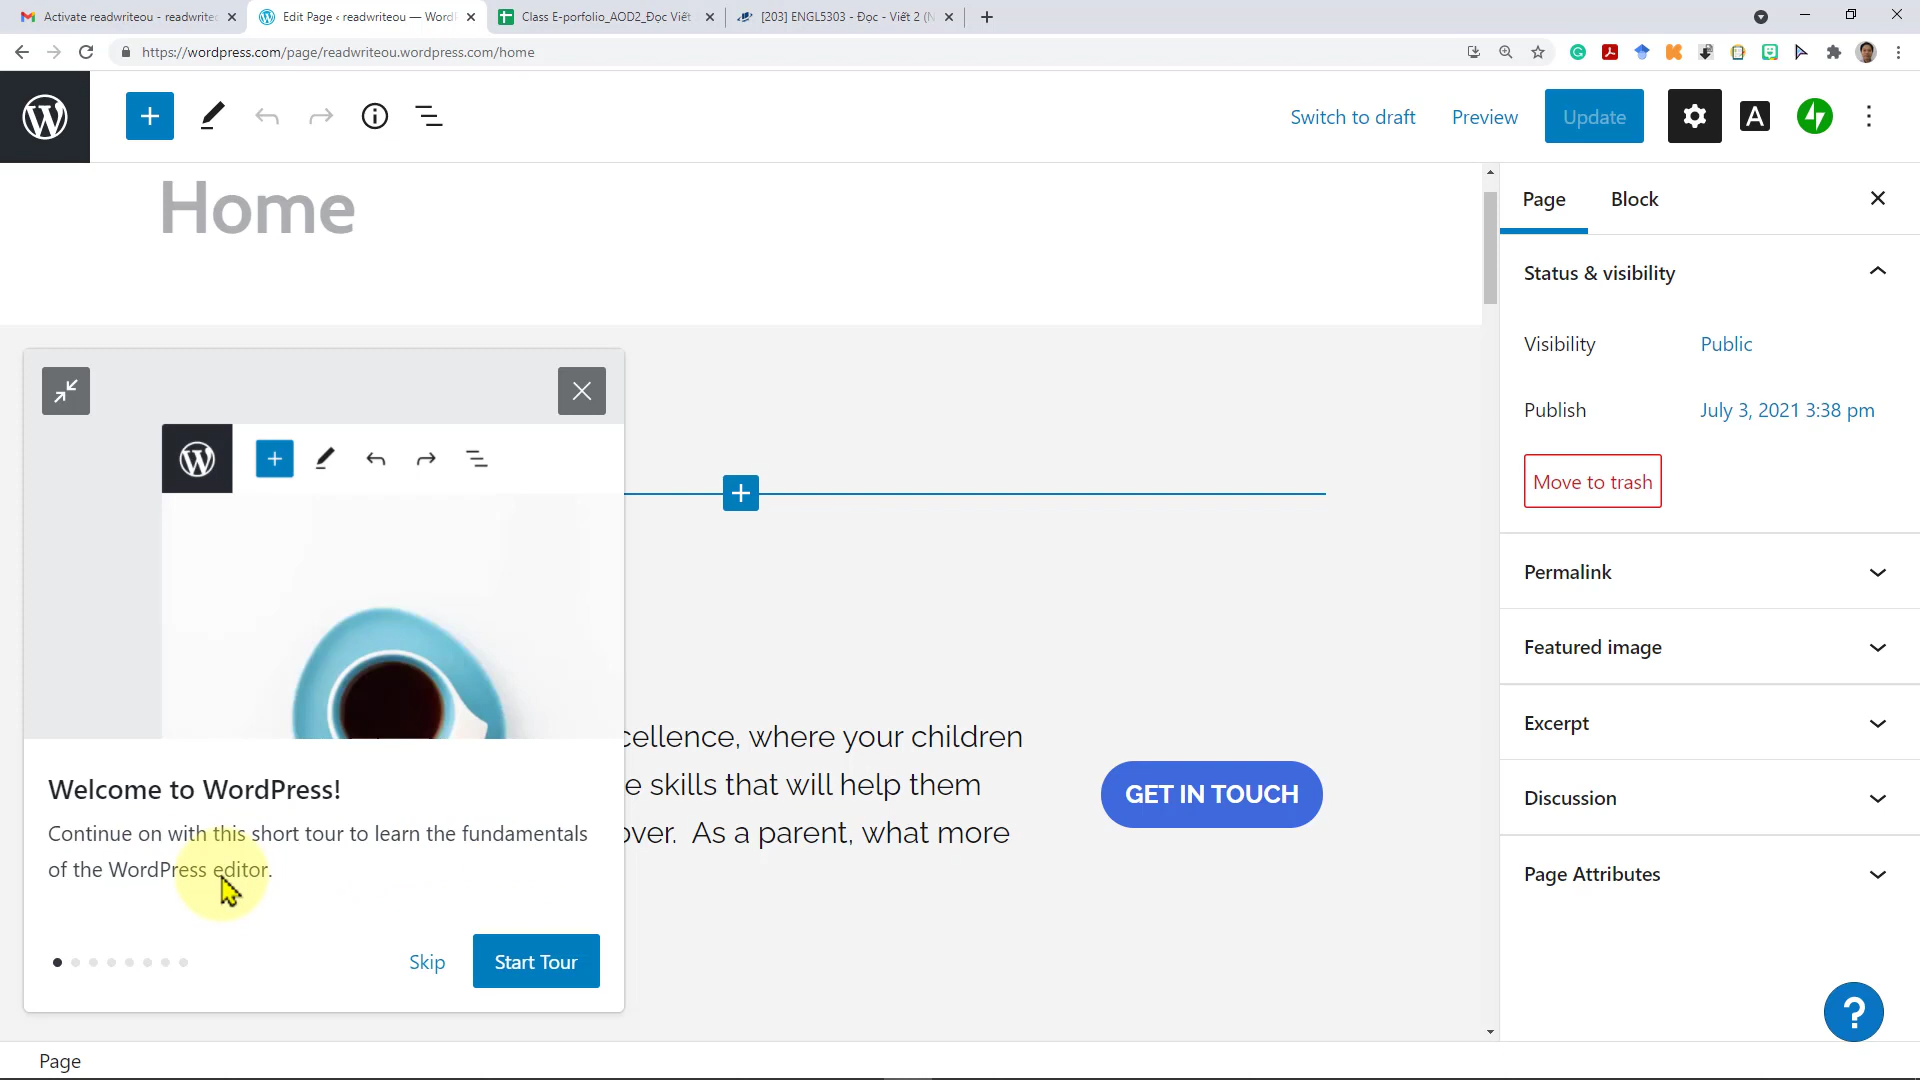 Activate readwriteou - readwrite
Edit Page ‹ readwriteou — WordP
Class E-porfolio_AOD2_Đọc Viết
[203] ENGL5303 - Đọc - Viết 2 (N
https://wordpress.com/page/readwriteou.wordpress.com/home
Switch to draft
Preview
Update
A
Home
Page
Block
Status & visibility
Visibility
Public
Publish
July 3, 2021 3:38 pm
Move to trash
Permalink
Featured image
Excerpt
Discussion
Page Attributes
cellence, where your children
e skills that will help them
over. As a parent, what more
GET IN TOUCH
Welcome to WordPress!
Continue on with this short tour to learn the fundamentals
of the WordPress editor.
Skip
Start Tour
?
Page